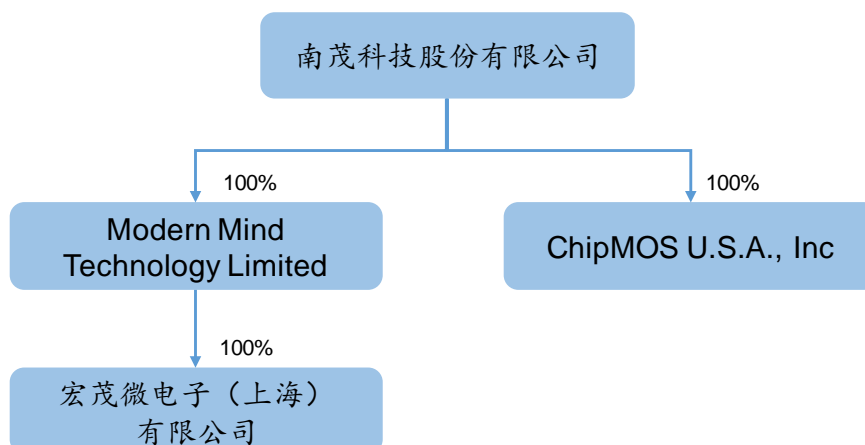 南茂科技股份有限公司
100%
100%
Modern Mind
Technology Limited
ChipMOS U.S.A., Inc
100%
宏茂微电子（上海）
有限公司